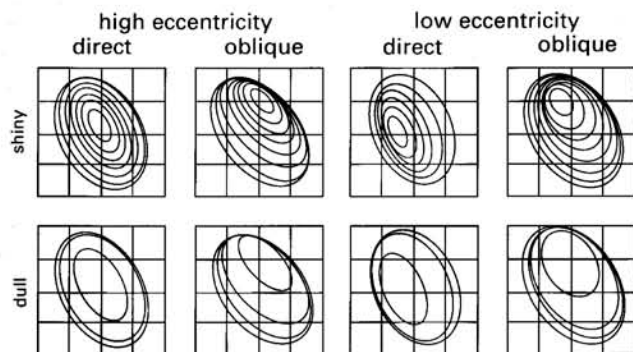 high eccentricity low eccentricity
direct oblique direct oblique
shiny
dull